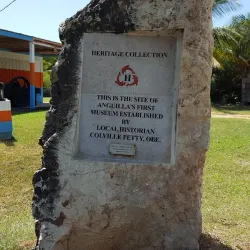 HERITAGE COLLECTION
H
THIS IS THE SITE OF
ANGUILLA'S FIRST
MUSEUM ESTABLISHED
BY
LOCAL HISTORIAN
COLVILLE PETTY, OBE.